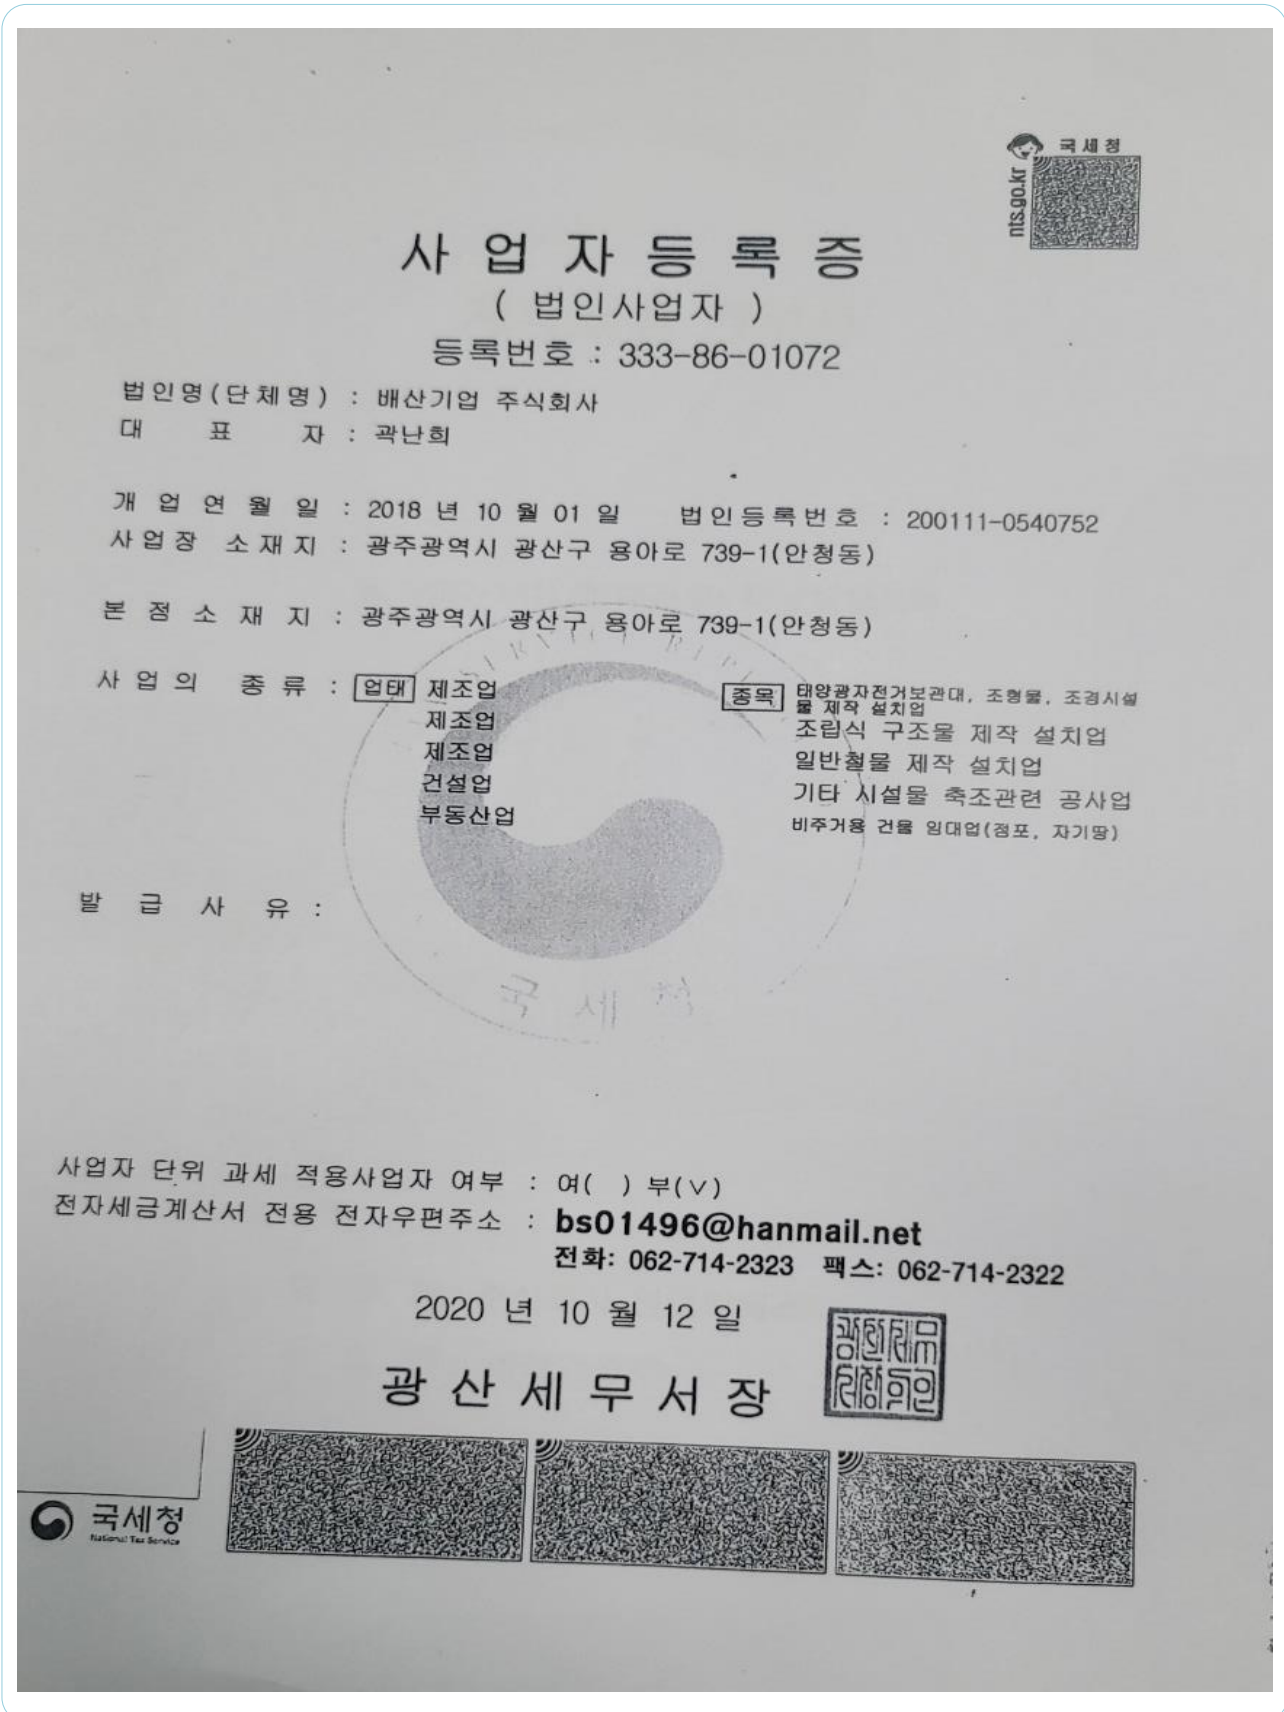 국세청
nts.go.kr
사업자등록증
( 법인사업자 )
등록번호 : 333-86-01072
법인명(단체명) : 배산기업 주식회사
대 표 자 : 곽난희
개 업 연 월 일 : 2018 년 10 월 01 일 법인등록번호 : 200111-0540752
사업장 소재지 : 광주광역시 광산구 용아로 739-1(안청동)
본 점 소 재 지 : 광주광역시 광산구 용아로 739-1(안청동)
사 업 의 종 류 : 업태 제조업 종목 태양광자전거보관대, 조형물, 조경시설
물 제작 설치업
제조업 조립식 구조물 제작 설치업
제조업 일반철물 제작 설치업
건설업 기타 시설물 축조관련 공사업
부동산업 비주거용 건물 임대업(점포, 자기땅)
발 급 사 유 :
국세청
사업자 단위 과세 적용사업자 여부 : 여( ) 부(∨)
전자세금계산서 전용 전자우편주소 : bs01496@hanmail.net
전화: 062-714-2323 팩스: 062-714-2322
2020 년 10 월 12 일
광산세무서장
국세청
National Tax Service